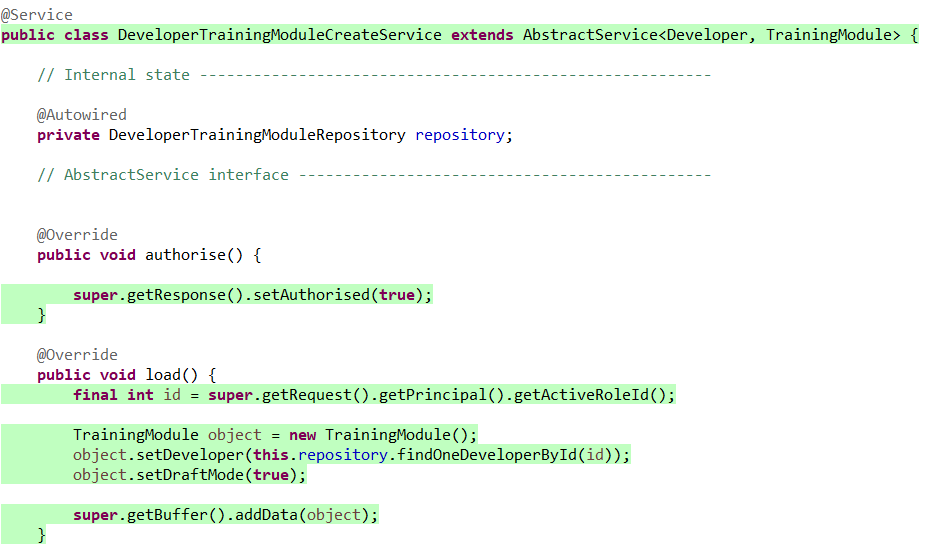 @Service
public class DeveloperTrainingModuleCreateService extends AbstractService<Developer, TrainingModule> {
// Internal state ---------------------------------------------------------
@Autowired
private DeveloperTrainingModuleRepository repository;
// AbstractService interface ----------------------------------------------
@Override
public void authorise() {
super.getResponse().setAuthorised(true);
}
@Override
public void load() {
final int id = super.getRequest().getPrincipal().getActiveRoleId();
TrainingModule object = new TrainingModule();
object.setDeveloper(this.repository.findOneDeveloperById(id));
object.setDraftMode(true);
super.getBuffer().addData(object);
}